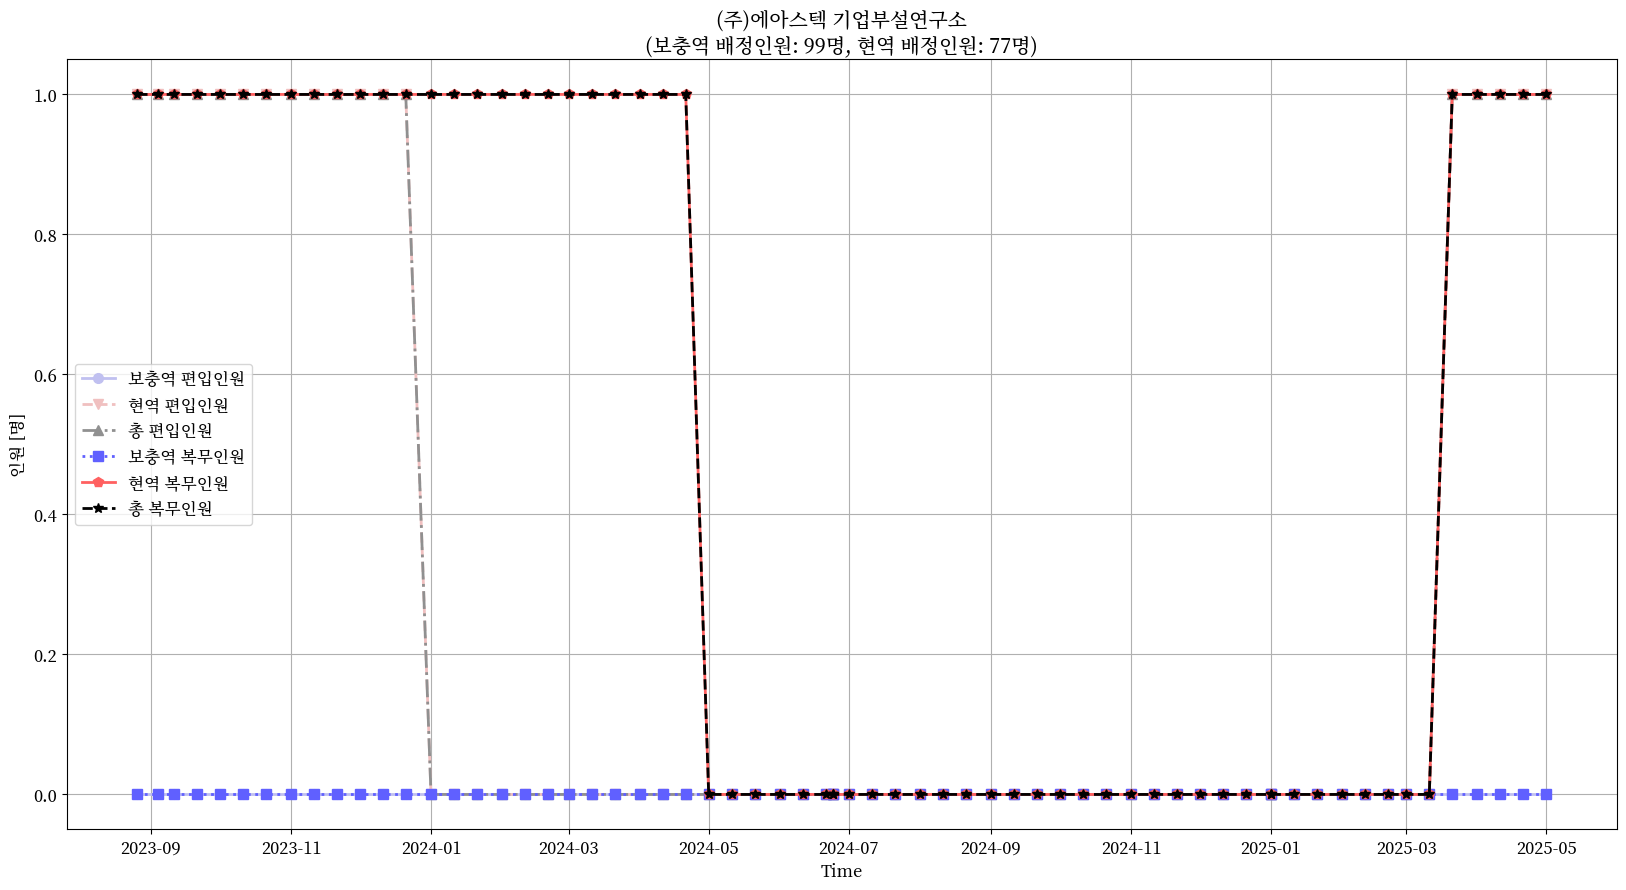 (주)에아스텍 기업부설연구소
(보충역 배정인원: 99명, 현역 배정인원: 77명)
1.0
0.8
0.6
0.4
0.2
0.0
인원 [명]
보충역 편입인원
현역 편입인원
총 편입인원
보충역 복무인원
현역 복무인원
총 복무인원
2023-09 2023-11 2024-01 2024-03 2024-05 2024-07 2024-09 2024-11 2025-01 2025-03 2025-05
Time